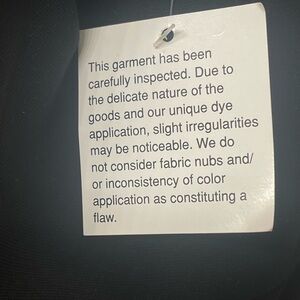 This garment has been
carefully inspected. Due to
the delicate nature of the
goods and our unique dye
application, slight irregularities
may be noticeable. We do
not consider fabric nubs and/
or inconsistency of color
application as constituting a
flaw.